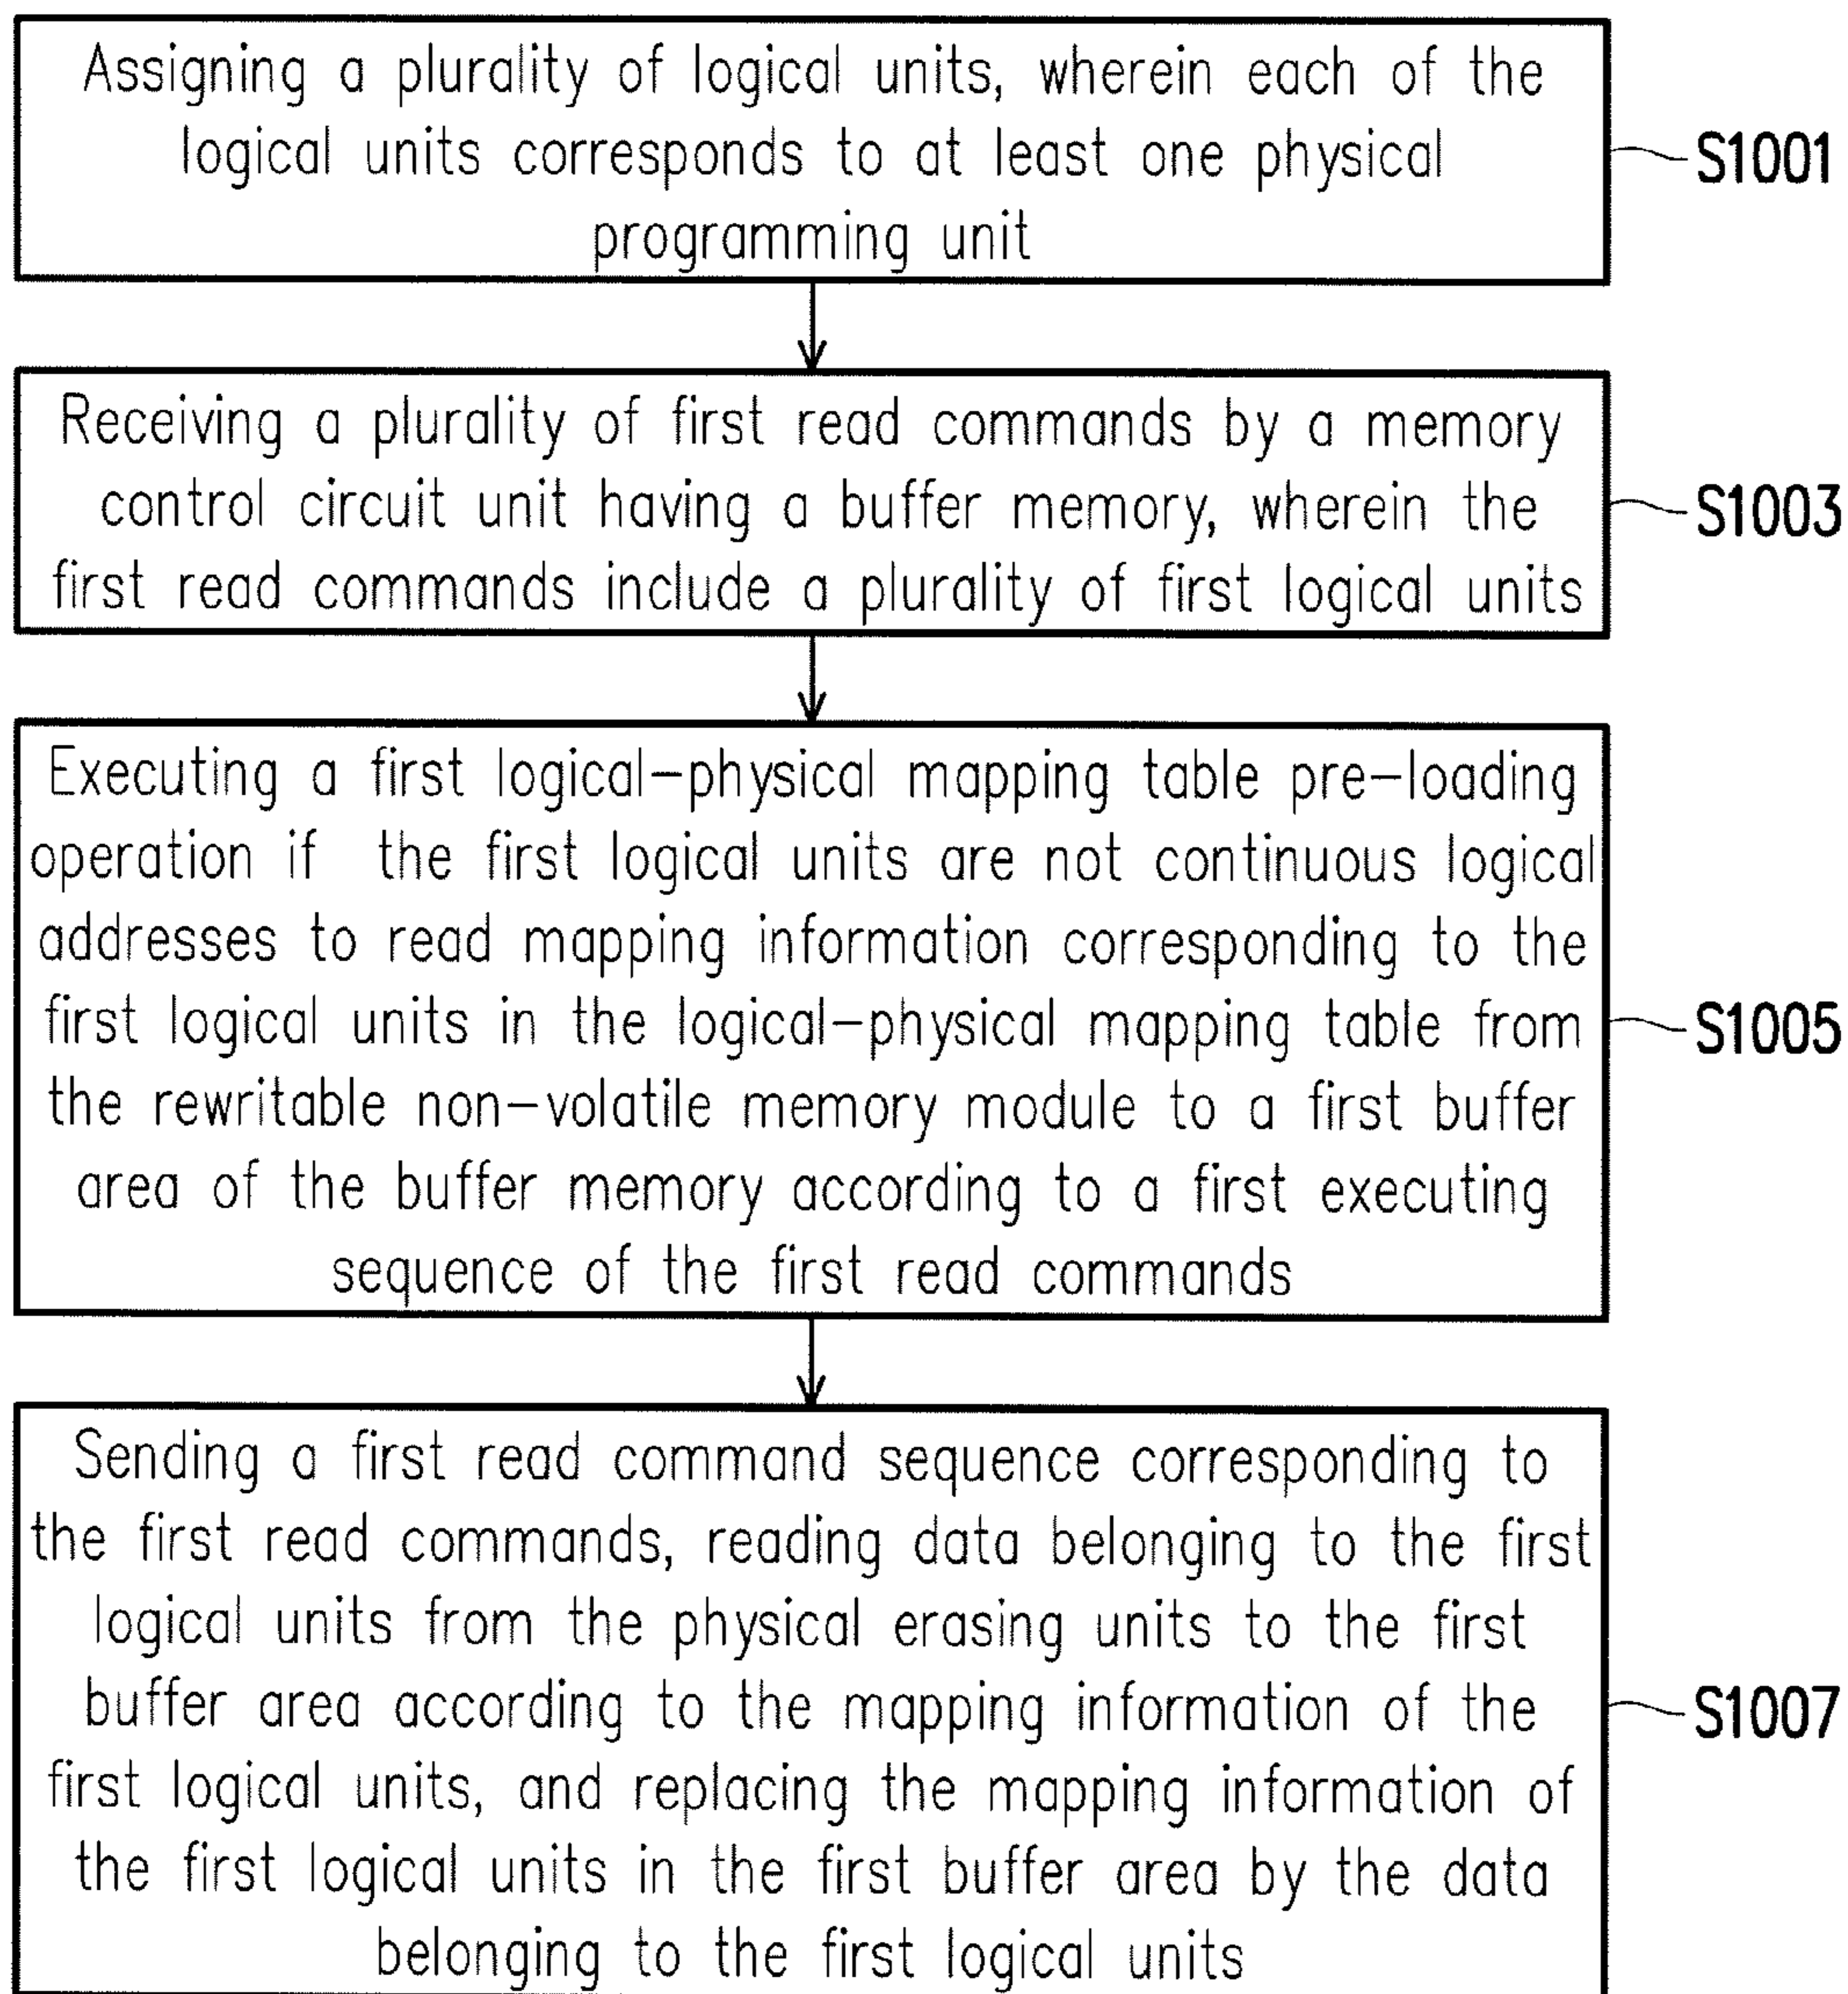 Assigning a plurality of logical units, wherein each of the
logical units corresponds to at least one physical
programming unit
S1001
Receiving a plurality of first read commands by a memory
control circuit unit having a buffer memory, wherein the
first read commands include a plurality of first logical units
S1003
Executing a first logical-physical mapping table pre-loading
operation if the first logical units are not continuous logical
addresses to read mapping information corresponding to the
first logical units in the logical-physical mapping table from
the rewritable non-volatile memory module to a first buffer
area of the buffer memory according to a first executing
sequence of the first read commands
S1005
Sending a first read command sequence corresponding to
the first read commands, reading data belonging to the first
logical units from the physical erasing units to the first
buffer area according to the mapping information of the
first logical units, and replacing the mapping information of
the first logical units in the first buffer area by the data
belonging to the first logical units
S1007